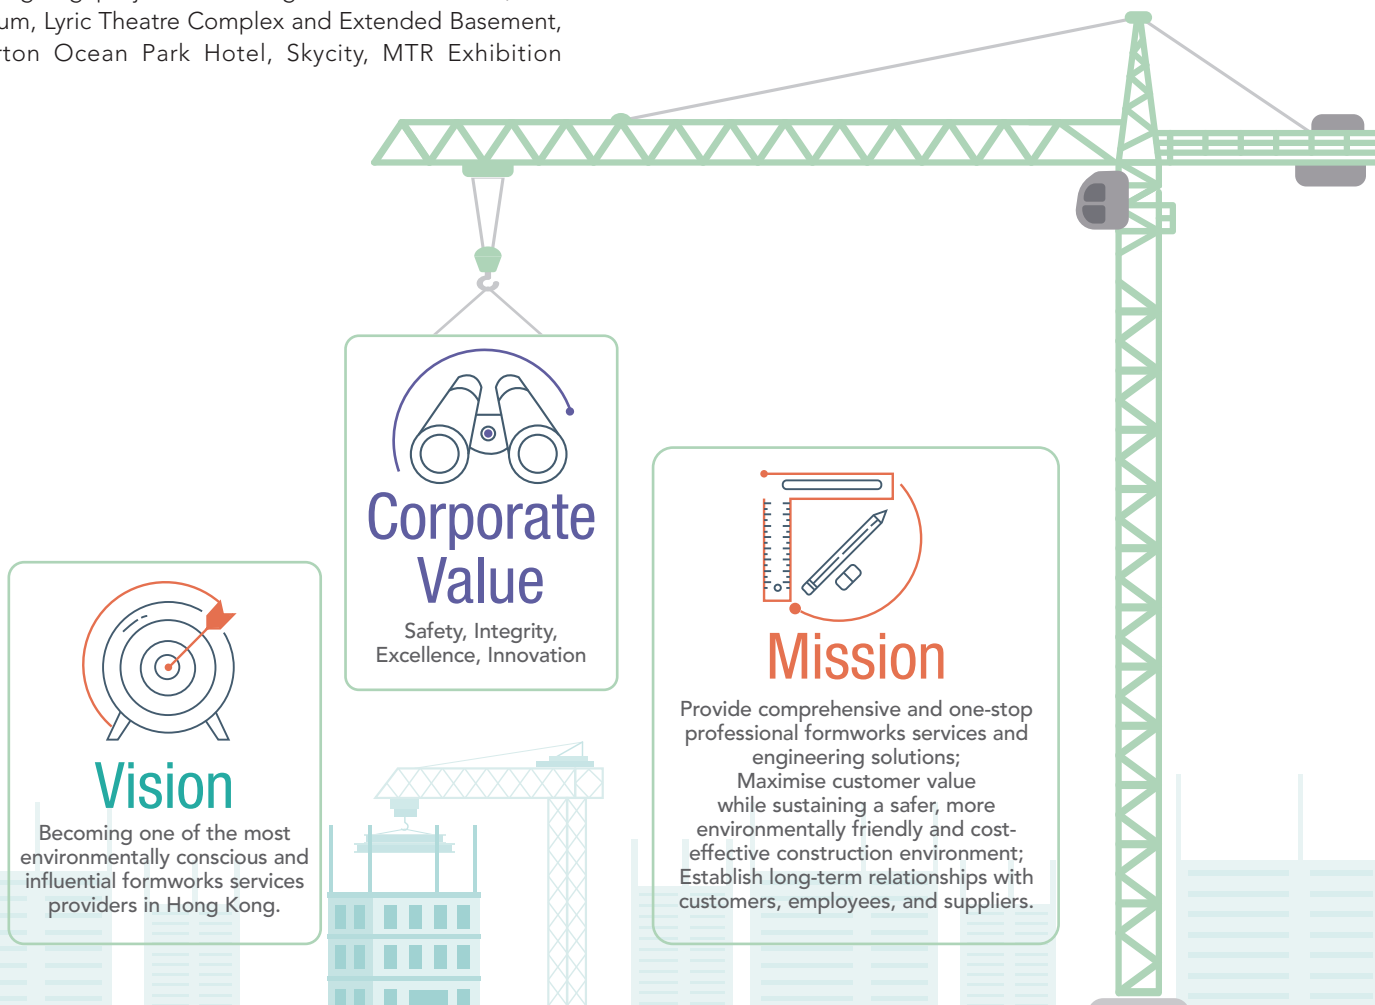 um, Lyric Theatre Complex and Extended Basement,
rton Ocean Park Hotel, Skycity, MTR Exhibition
Corporate
Value
Safety, Integrity,
Excellence, Innovation
Mission
Provide comprehensive and one-stop
professional formworks services and
engineering solutions;
Maximise customer value
while sustaining a safer, more
environmentally friendly and cost-
effective construction environment;
Establish long-term relationships with
customers, employees, and suppliers.
Vision
Becoming one of the most
environmentally conscious and
influential formworks services
providers in Hong Kong.